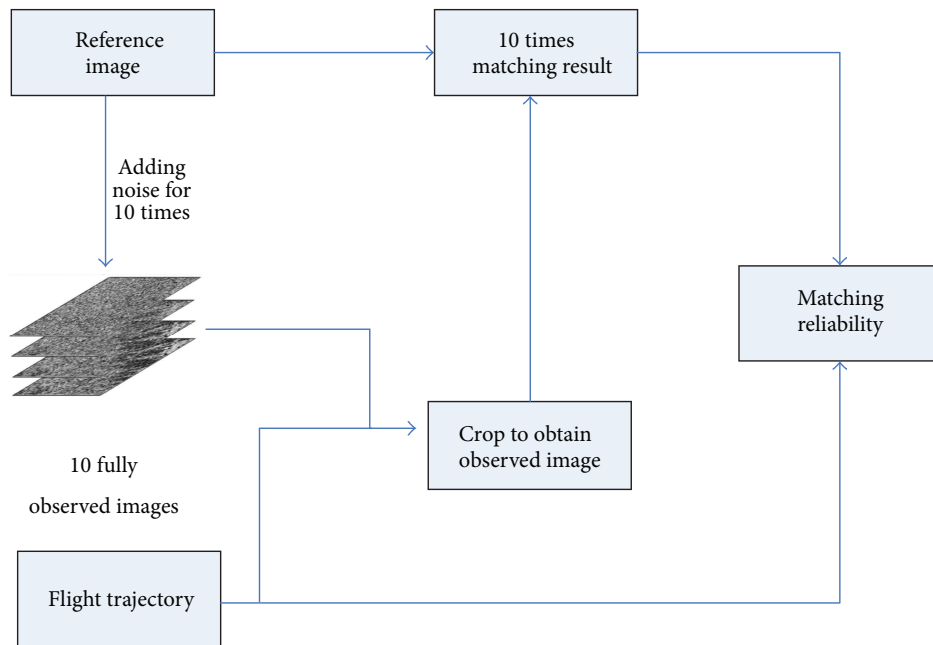 Reference
image
10 times
matching result
Adding
noise for
10 times
Matching
reliability
Crop to obtain
observed image
10 fully
observed images
Flight trajectory